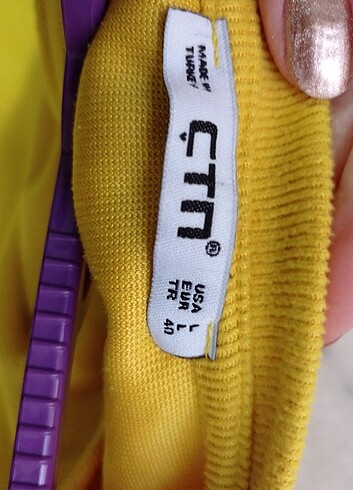 MADE IN
TURKEY
CTN®
USA L
EUR L
TR 40